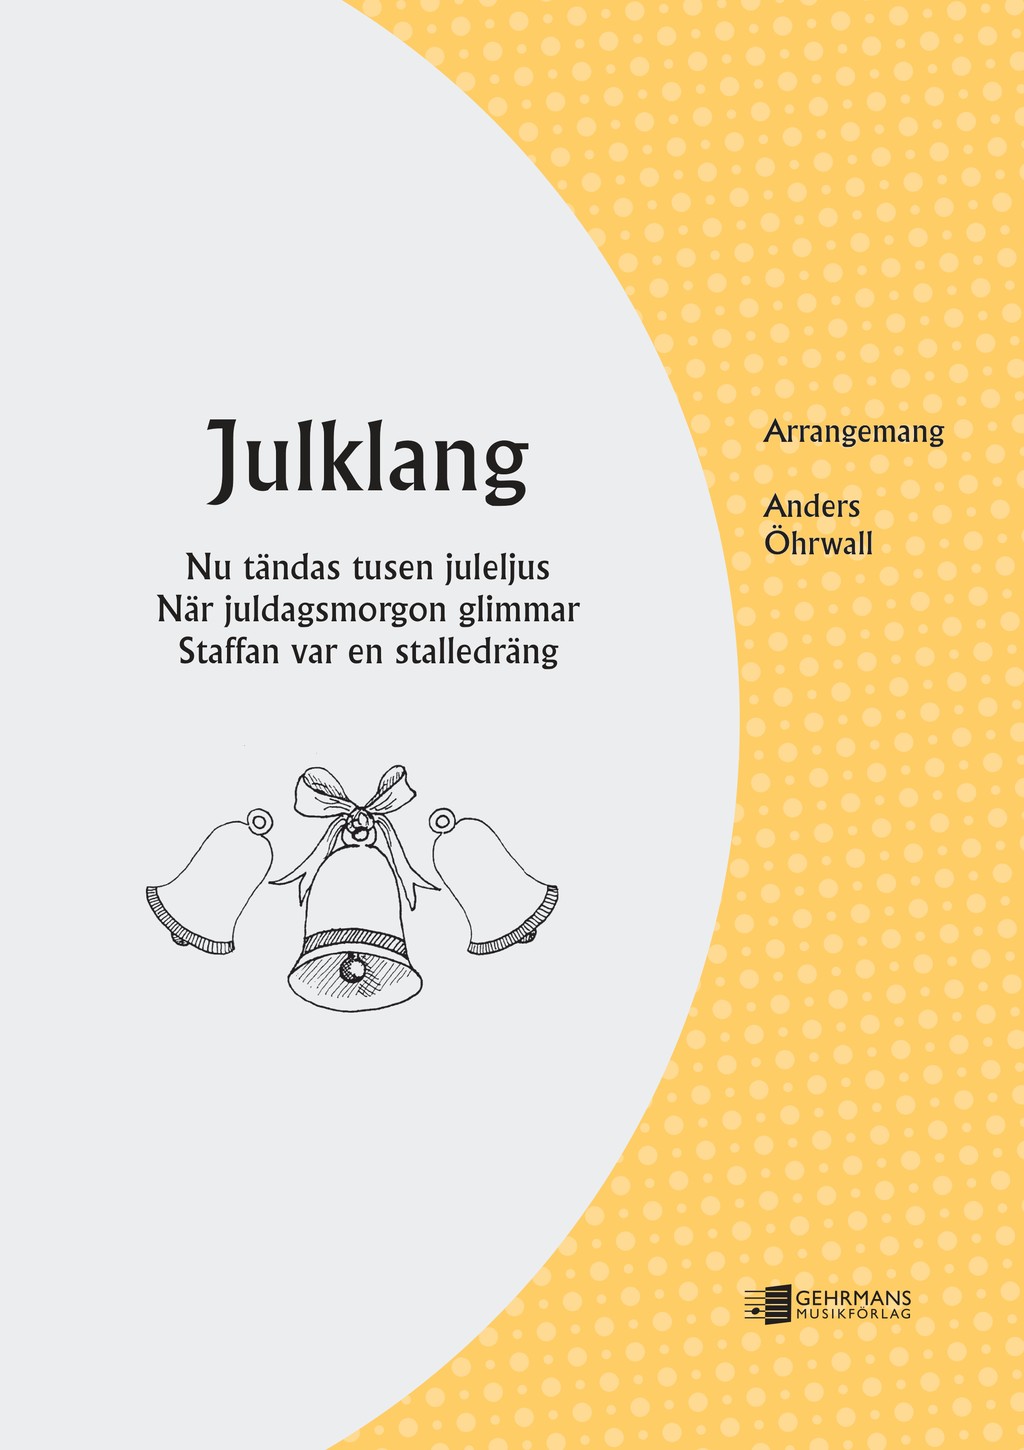 Julklang
Nu tändas tusen juleljus
När juldagsmorgon glimmar
Staffan var en stalledräng
Arrangemang
Anders
Öhrwall
GEHRMANS
MUSIKFÖRLAG